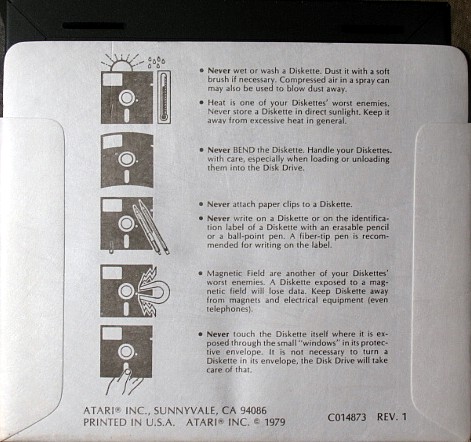 • Never wet or wash a Diskette. Dust it with a soft
brush if necessary. Compressed air in a spray can
may also be used to blow dust away.
• Heat is one of your Diskettes' worst enemies.
Never store a Diskette in direct sunlight. Keep it
away from excessive heat in general.
• Never BEND the Diskette. Handle your Diskettes
with care, especially when loading or unloading
them into the Disk Drive.
• Never attach paper clips to a Diskette.
• Never write on a Diskette or on the identifica-
tion label of a Diskette with an erasable pencil
or a ball-point pen. A fiber-tip pen is recom-
mended for writing on the label.
• Magnetic Field are another of your Diskettes'
worst enemies. A Diskette exposed to a mag-
netic field will lose data. Keep Diskette away
from magnets and electrical equipment (even
telephones).
• Never touch the Diskette itself where it is ex-
posed through the small "windows" in its protec-
tive envelope. It is not necessary to turn a
Diskette in its envelope, the Disk Drive will take
care of that.
ATARI® INC., SUNNYVALE, CA 94086
PRINTED IN U.S.A. ATARI® INC. © 1979 C014873 REV. 1